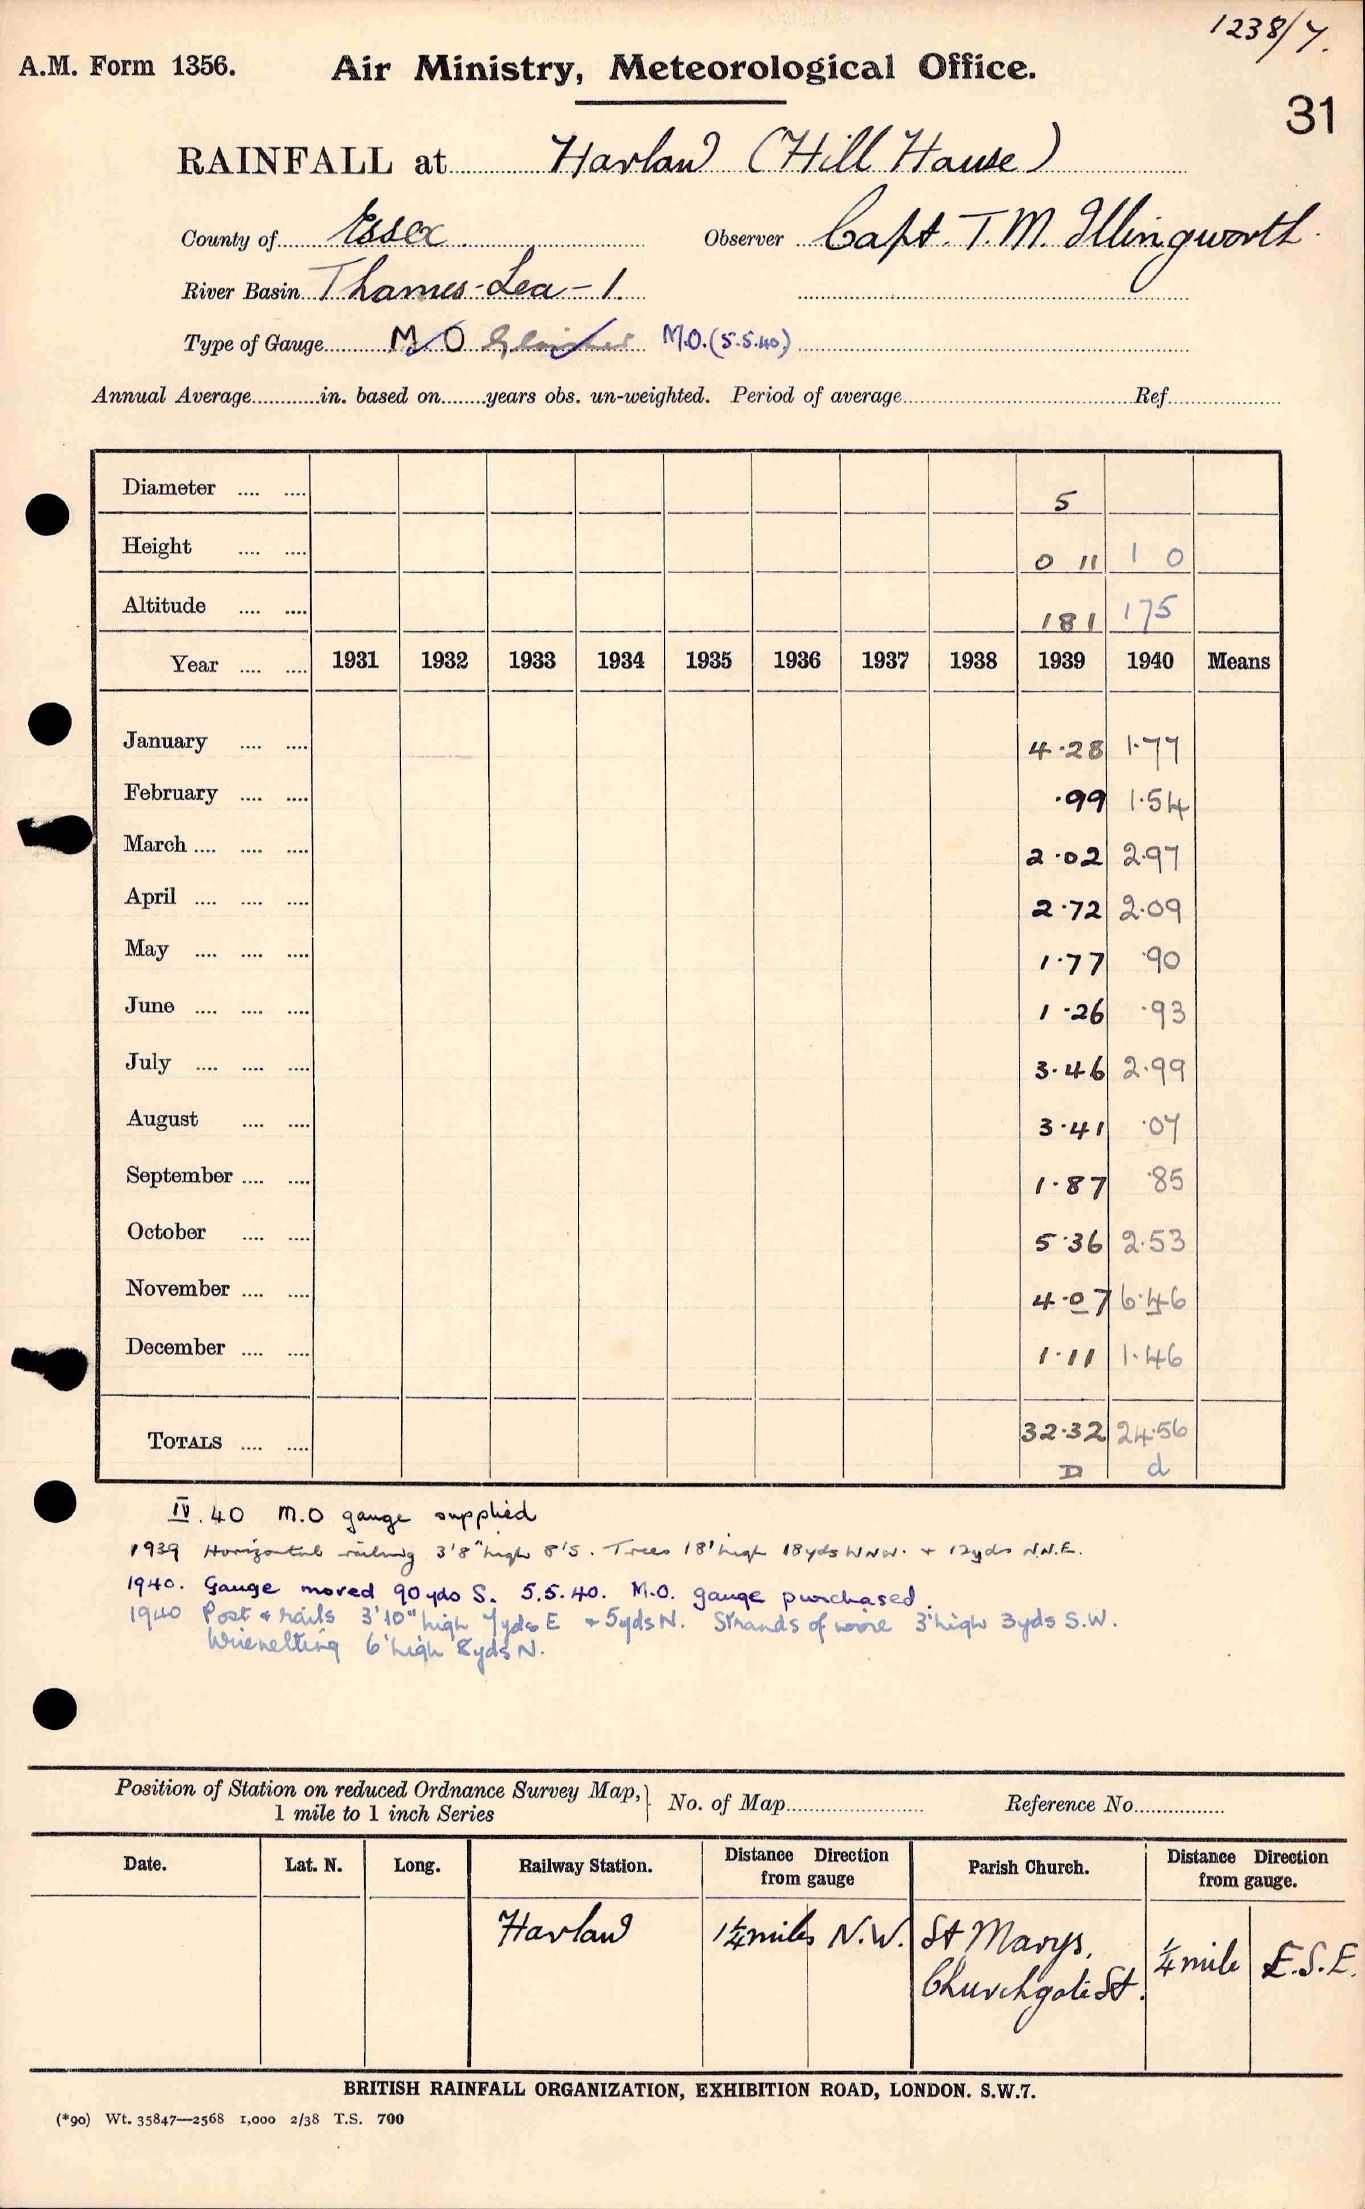 1238/7.
A.M. Form 1356. Air Ministry, Meteorological Office.
31
RAINFALL at Harlow (Hill House)
County of Essex Observer Capt. T. M. Illingworth.
River Basin Thames-Lea-1.
Type of Gauge M O Glaisher M.O. (5.5.40)
Annual Average in. based on years obs. un-weighted. Period of average Ref
Diameter .... .... 5
Height .... .... 0 11 1 0
Altitude .... .... 181 175
Year .... .... 1931 1932 1933 1934 1935 1936 1937 1938 1939 1940 Means
January .... .... 4.28 1.77
February .... .... .99 1.54
March .... .... .... 2.02 2.97
April .... .... .... 2.72 2.09
May .... .... .... 1.77 .90
June .... .... .... 1.26 .93
July .... .... .... 3.46 2.99
August .... .... 3.41 .07
September .... .... 1.87 .85
October .... .... 5.36 2.53
November .... .... 4.07 6.46
December .... .... 1.11 1.46
TOTALS .... .... 32.32 24.56
D d
IV.40 M.O gauge supplied
1939 Horizontal railing 3'8" high 8'S. Trees 18' high 18yds WNW. + 12yds N.N.E.
1940. Gauge moved 90yds S. 5.5.40. M.O. gauge purchased.
1940 Post & rails 3'10" high 7yds E + 5yds N. Strands of wire 3' high 3yds S.W.
Wirenetting 6' high 8yds N.
Position of Station on reduced Ordnance Survey Map, } No. of Map Reference No
1 mile to 1 inch Series
Date. Lat. N. Long. Railway Station. Distance Direction from gauge Parish Church. Distance Direction from gauge.
Harlow 1¼ miles N.W. St Marys, ¼ mile E.S.E.
Churchgate St.
BRITISH RAINFALL ORGANIZATION, EXHIBITION ROAD, LONDON. S.W.7.
(*90) Wt. 35847—2568 1,000 2/38 T.S. 700